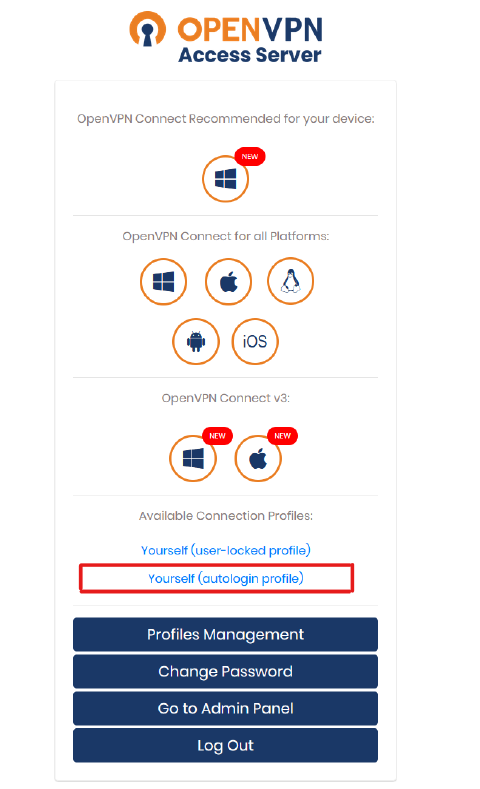 OPENVPN
Access Server
OpenVPN Connect Recommended for your device:
NEW
OpenVPN Connect for all Platforms:
iOS
OpenVPN Connect v3:
NEW NEW
Available Connection Profiles:
Yourself (user-locked profile)
Yourself (autologin profile)
Profiles Management
Change Password
Go to Admin Panel
Log Out